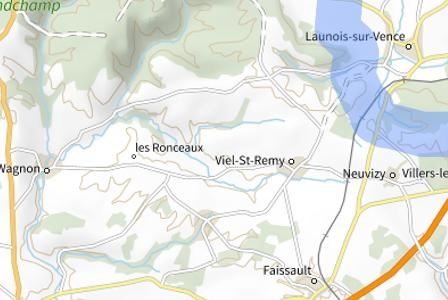 ndchamp
Launois-sur-Vence
les Ronceaux
Viel-St-Remy
Wagnon
Neuvizy
Villers-le
Faissault